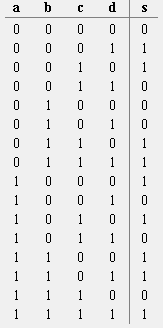 a b c d s
0 0 0 0 0
0 0 0 1 1
0 0 1 0 1
0 0 1 1 0
0 1 0 0 0
0 1 0 1 0
0 1 1 0 1
0 1 1 1 1
1 0 0 0 1
1 0 0 1 0
1 0 1 0 1
1 0 1 1 0
1 1 0 0 1
1 1 0 1 1
1 1 1 0 0
1 1 1 1 1